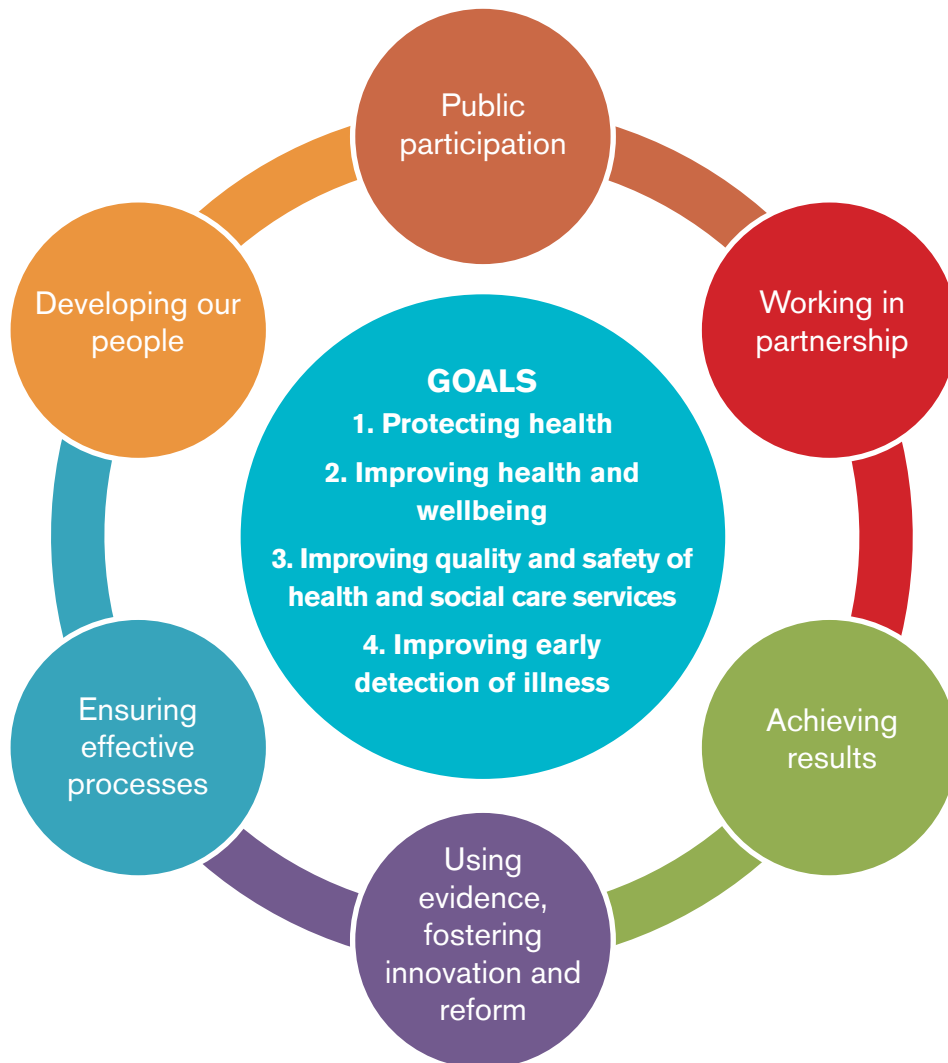 Public
participation
Working in
partnership
Achieving
results
Using
evidence,
fostering
innovation and
reform
Ensuring
effective
processes
Developing our
people
GOALS
1. Protecting health
2. Improving health and
wellbeing
3. Improving quality and safety of
health and social care services
4. Improving early
detection of illness